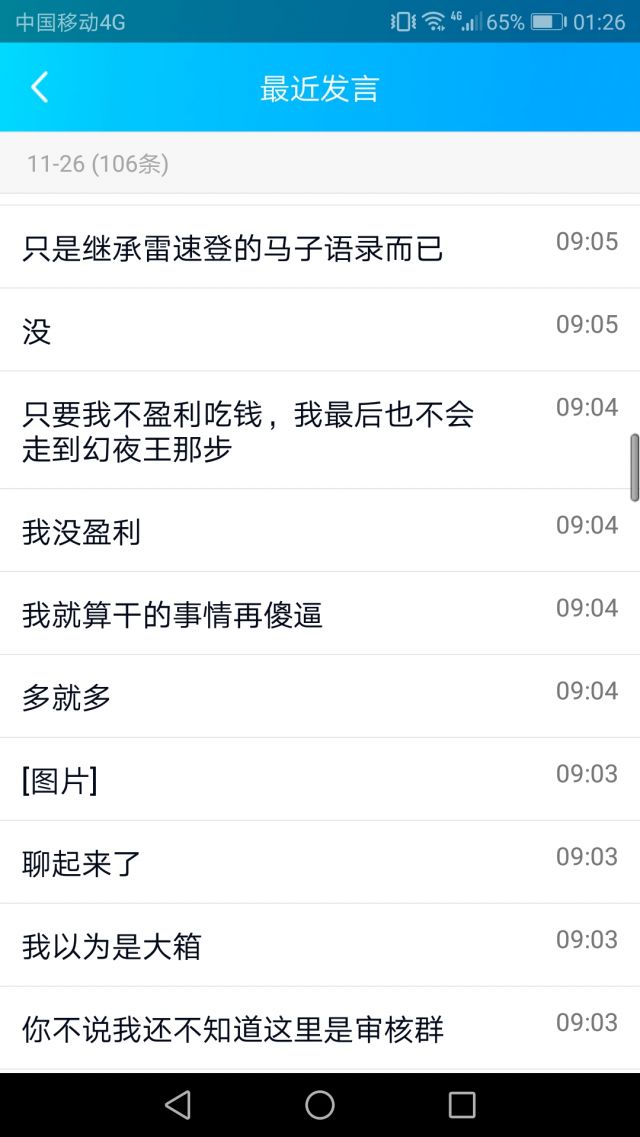 中国移动4G 4G 65% 01:26
最近发言
11-26 (106条)
只是继承雷速登的马子语录而已 09:05
没 09:05
只要我不盈利吃钱，我最后也不会 09:04
走到幻夜王那步
我没盈利 09:04
我就算干的事情再傻逼 09:04
多就多 09:04
[图片] 09:03
聊起来了 09:03
我以为是大箱 09:03
你不说我还不知道这里是审核群 09:03